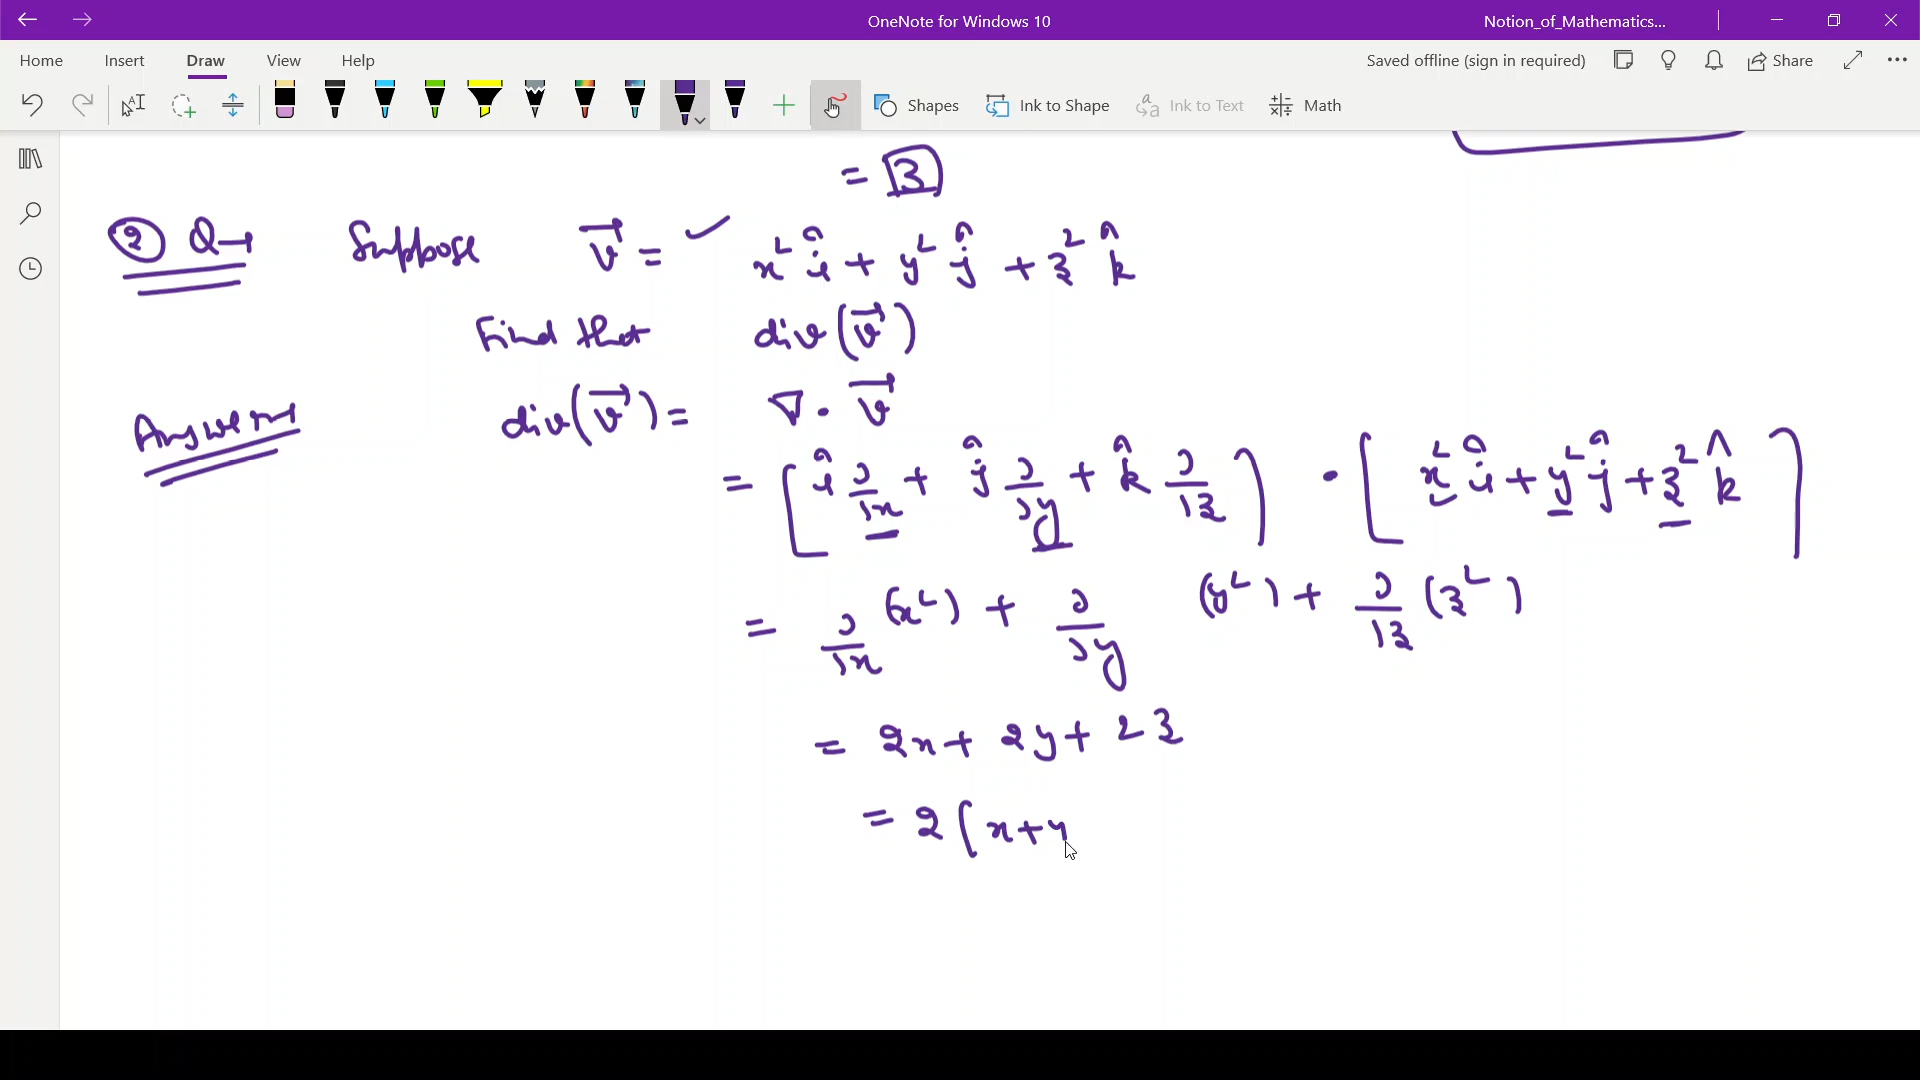 OneNote for Windows 10
Notion_of_Mathematics...
Home Insert Draw View Help
Saved offline (sign in required) Share
Shapes Ink to Shape Ink to Text Math
= 3
② Q→ Suppose v⃗ = ✓ x² î + y² ĵ + z² k̂
Find that div(v⃗)
Answer→ div(v⃗) = ∇ · v⃗
= [ î ∂/∂x + ĵ ∂/∂y + k̂ ∂/∂z ] · [ x² î + y² ĵ + z² k̂ ]
= ∂/∂x (x²) + ∂/∂y (y²) + ∂/∂z (z²)
= 2x + 2y + 2z
= 2 [ x + y